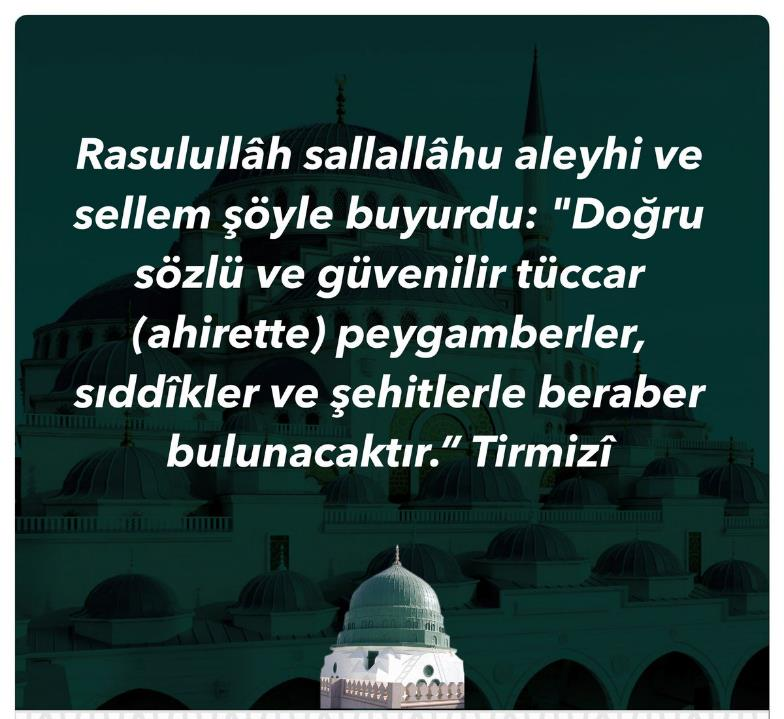 Rasulullâh sallallâhu aleyhi ve
sellem şöyle buyurdu: "Doğru
sözlü ve güvenilir tüccar
(ahirette) peygamberler,
sıddîkler ve şehitlerle beraber
bulunacaktır.” Tirmizî